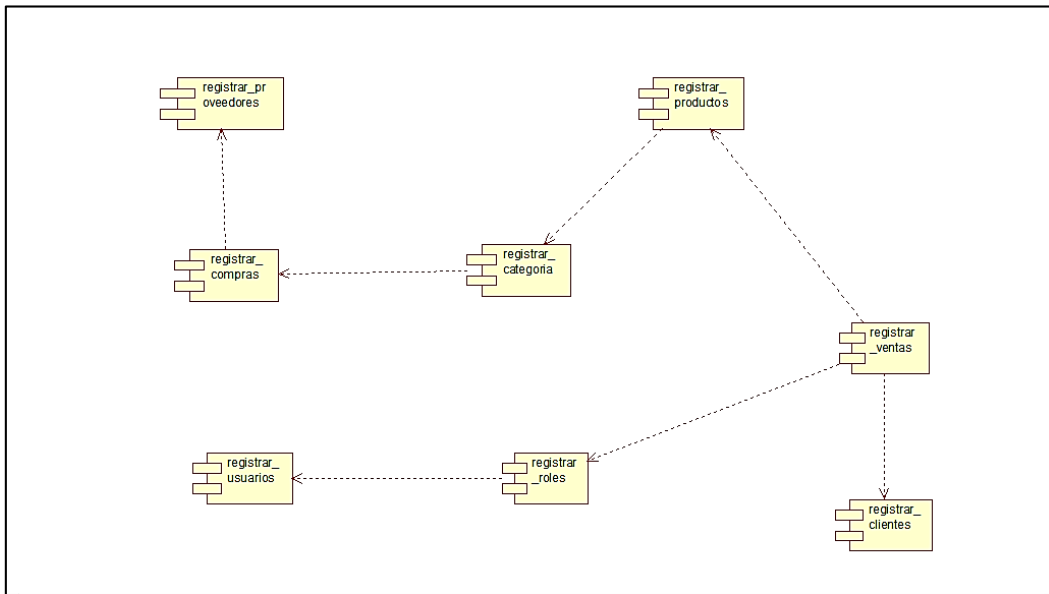 registrar_pr
oveedores
registrar_
productos
registrar_
compras
registrar_
categoria
registrar
_ventas
registrar_
usuarios
registrar
_roles
registrar_
clientes